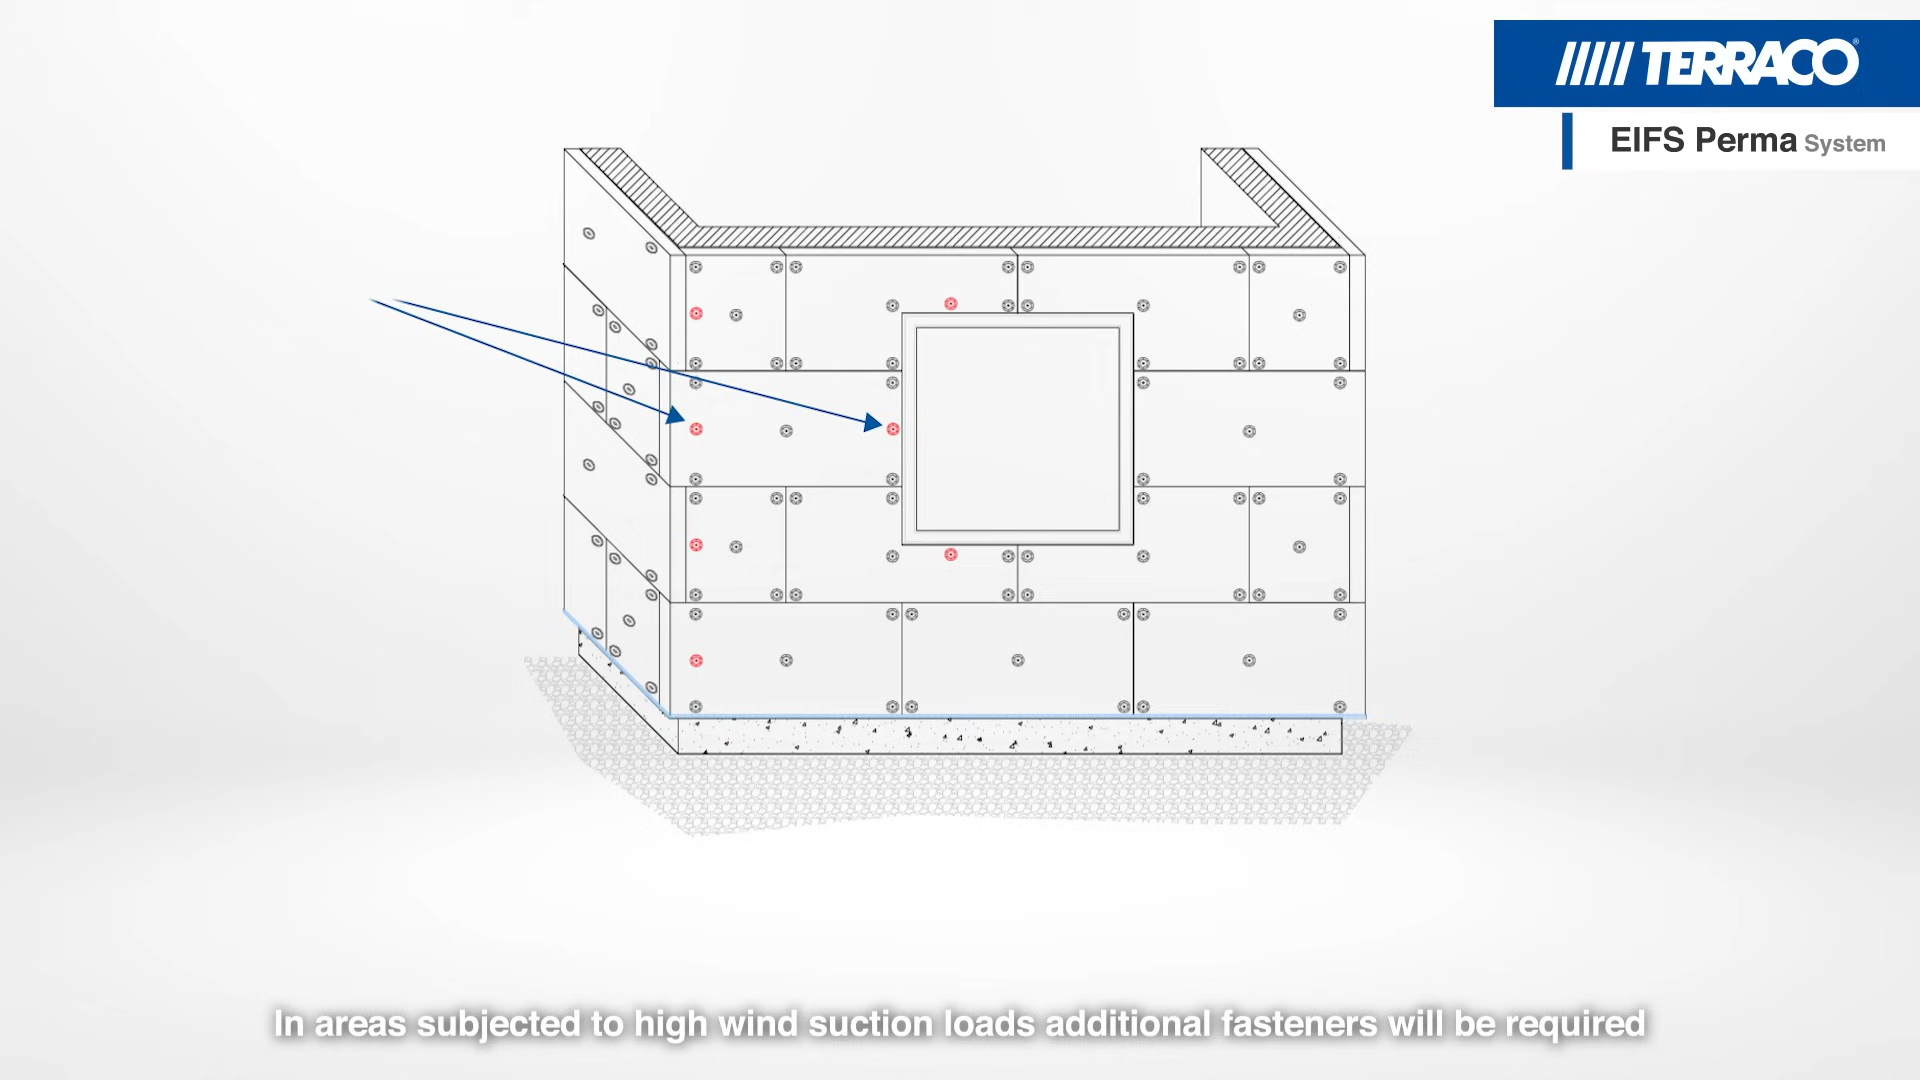 TERRACO®
EIFS Perma System
In areas subjected to high wind suction loads additional fasteners will be required